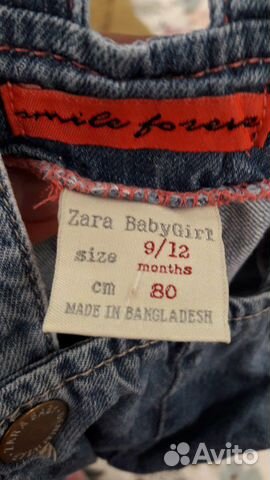 smile forever
Zara BabyGirl
size 9/12
months
cm 80
MADE IN BANGLADESH
Avito